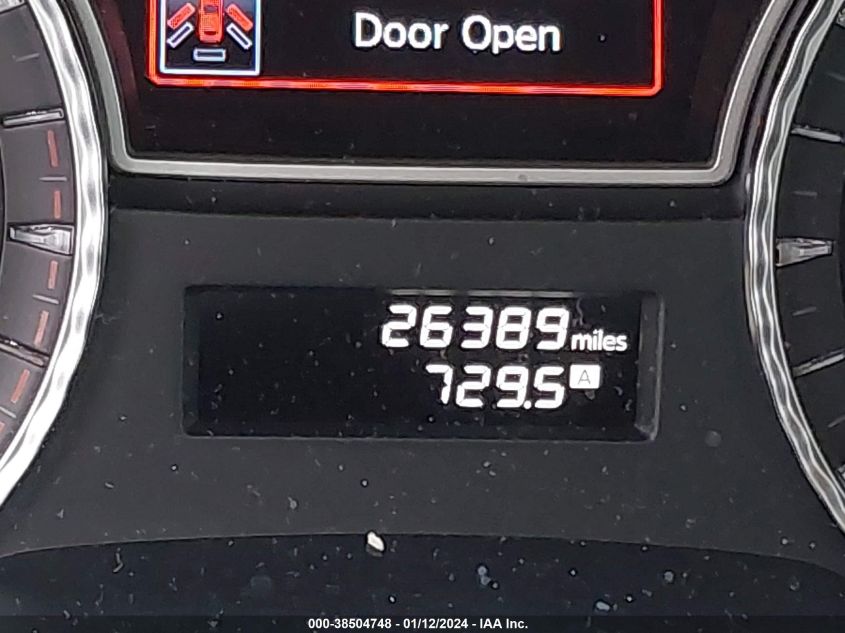 Door Open
26389 miles
729.5 A
000-38504748 - 01/12/2024 - IAA Inc.